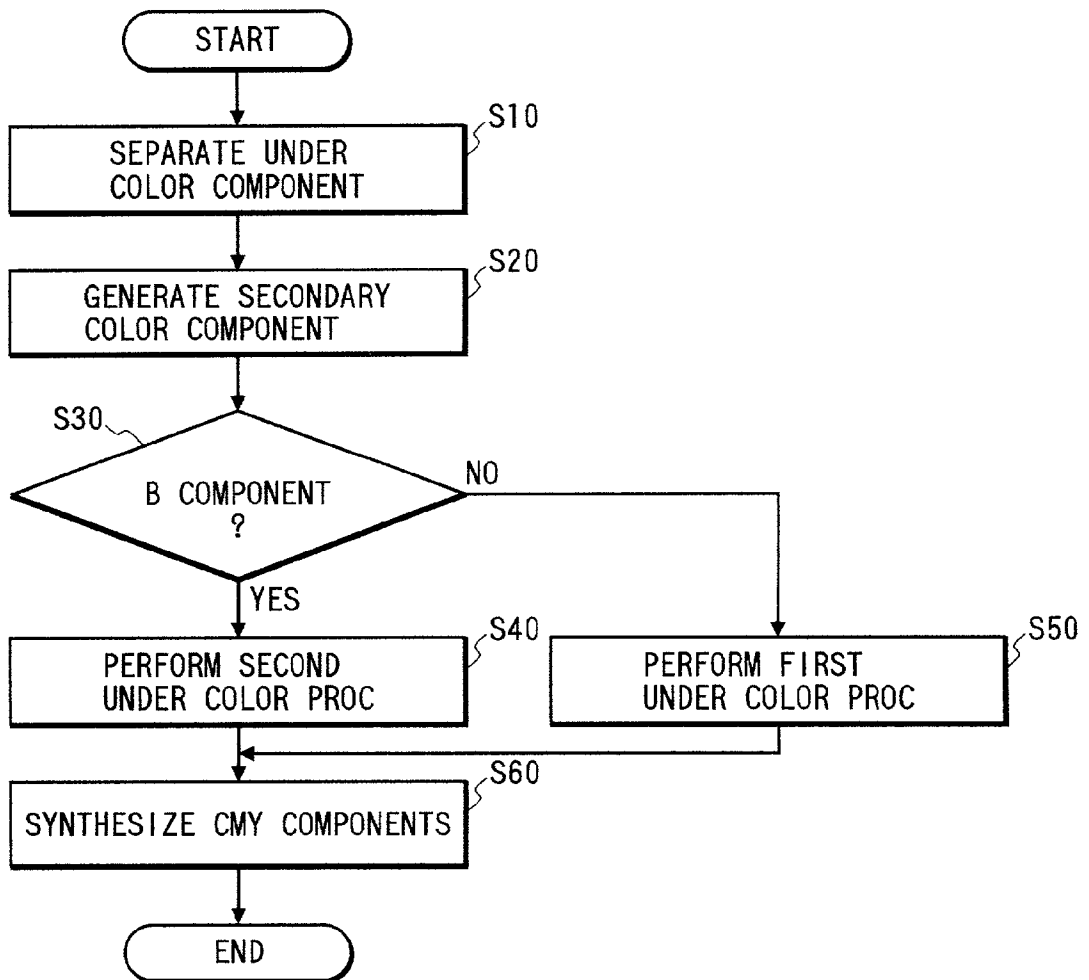 START
S10
SEPARATE UNDER
COLOR COMPONENT
S20
GENERATE SECONDARY
COLOR COMPONENT
S30
B COMPONENT
?
NO
YES
S40
PERFORM SECOND
UNDER COLOR PROC
S50
PERFORM FIRST
UNDER COLOR PROC
S60
SYNTHESIZE CMY COMPONENTS
END